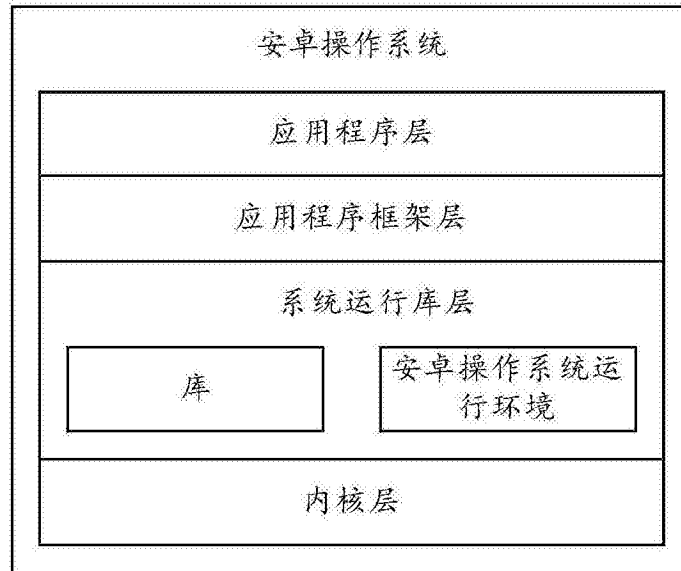 安卓操作系统
应用程序层
应用程序框架层
系统运行库层
库
安卓操作系统运
行环境
内核层